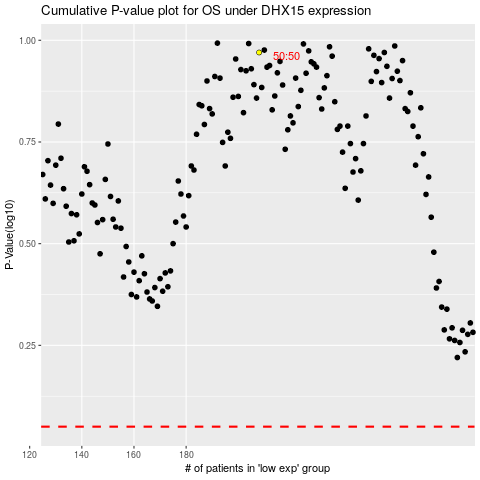 Cumulative P-value plot for OS under DHX15 expression
1.00
50:50
0.75
P-Value(log10)
0.50
0.25
120 140 160 180
# of patients in 'low exp' group